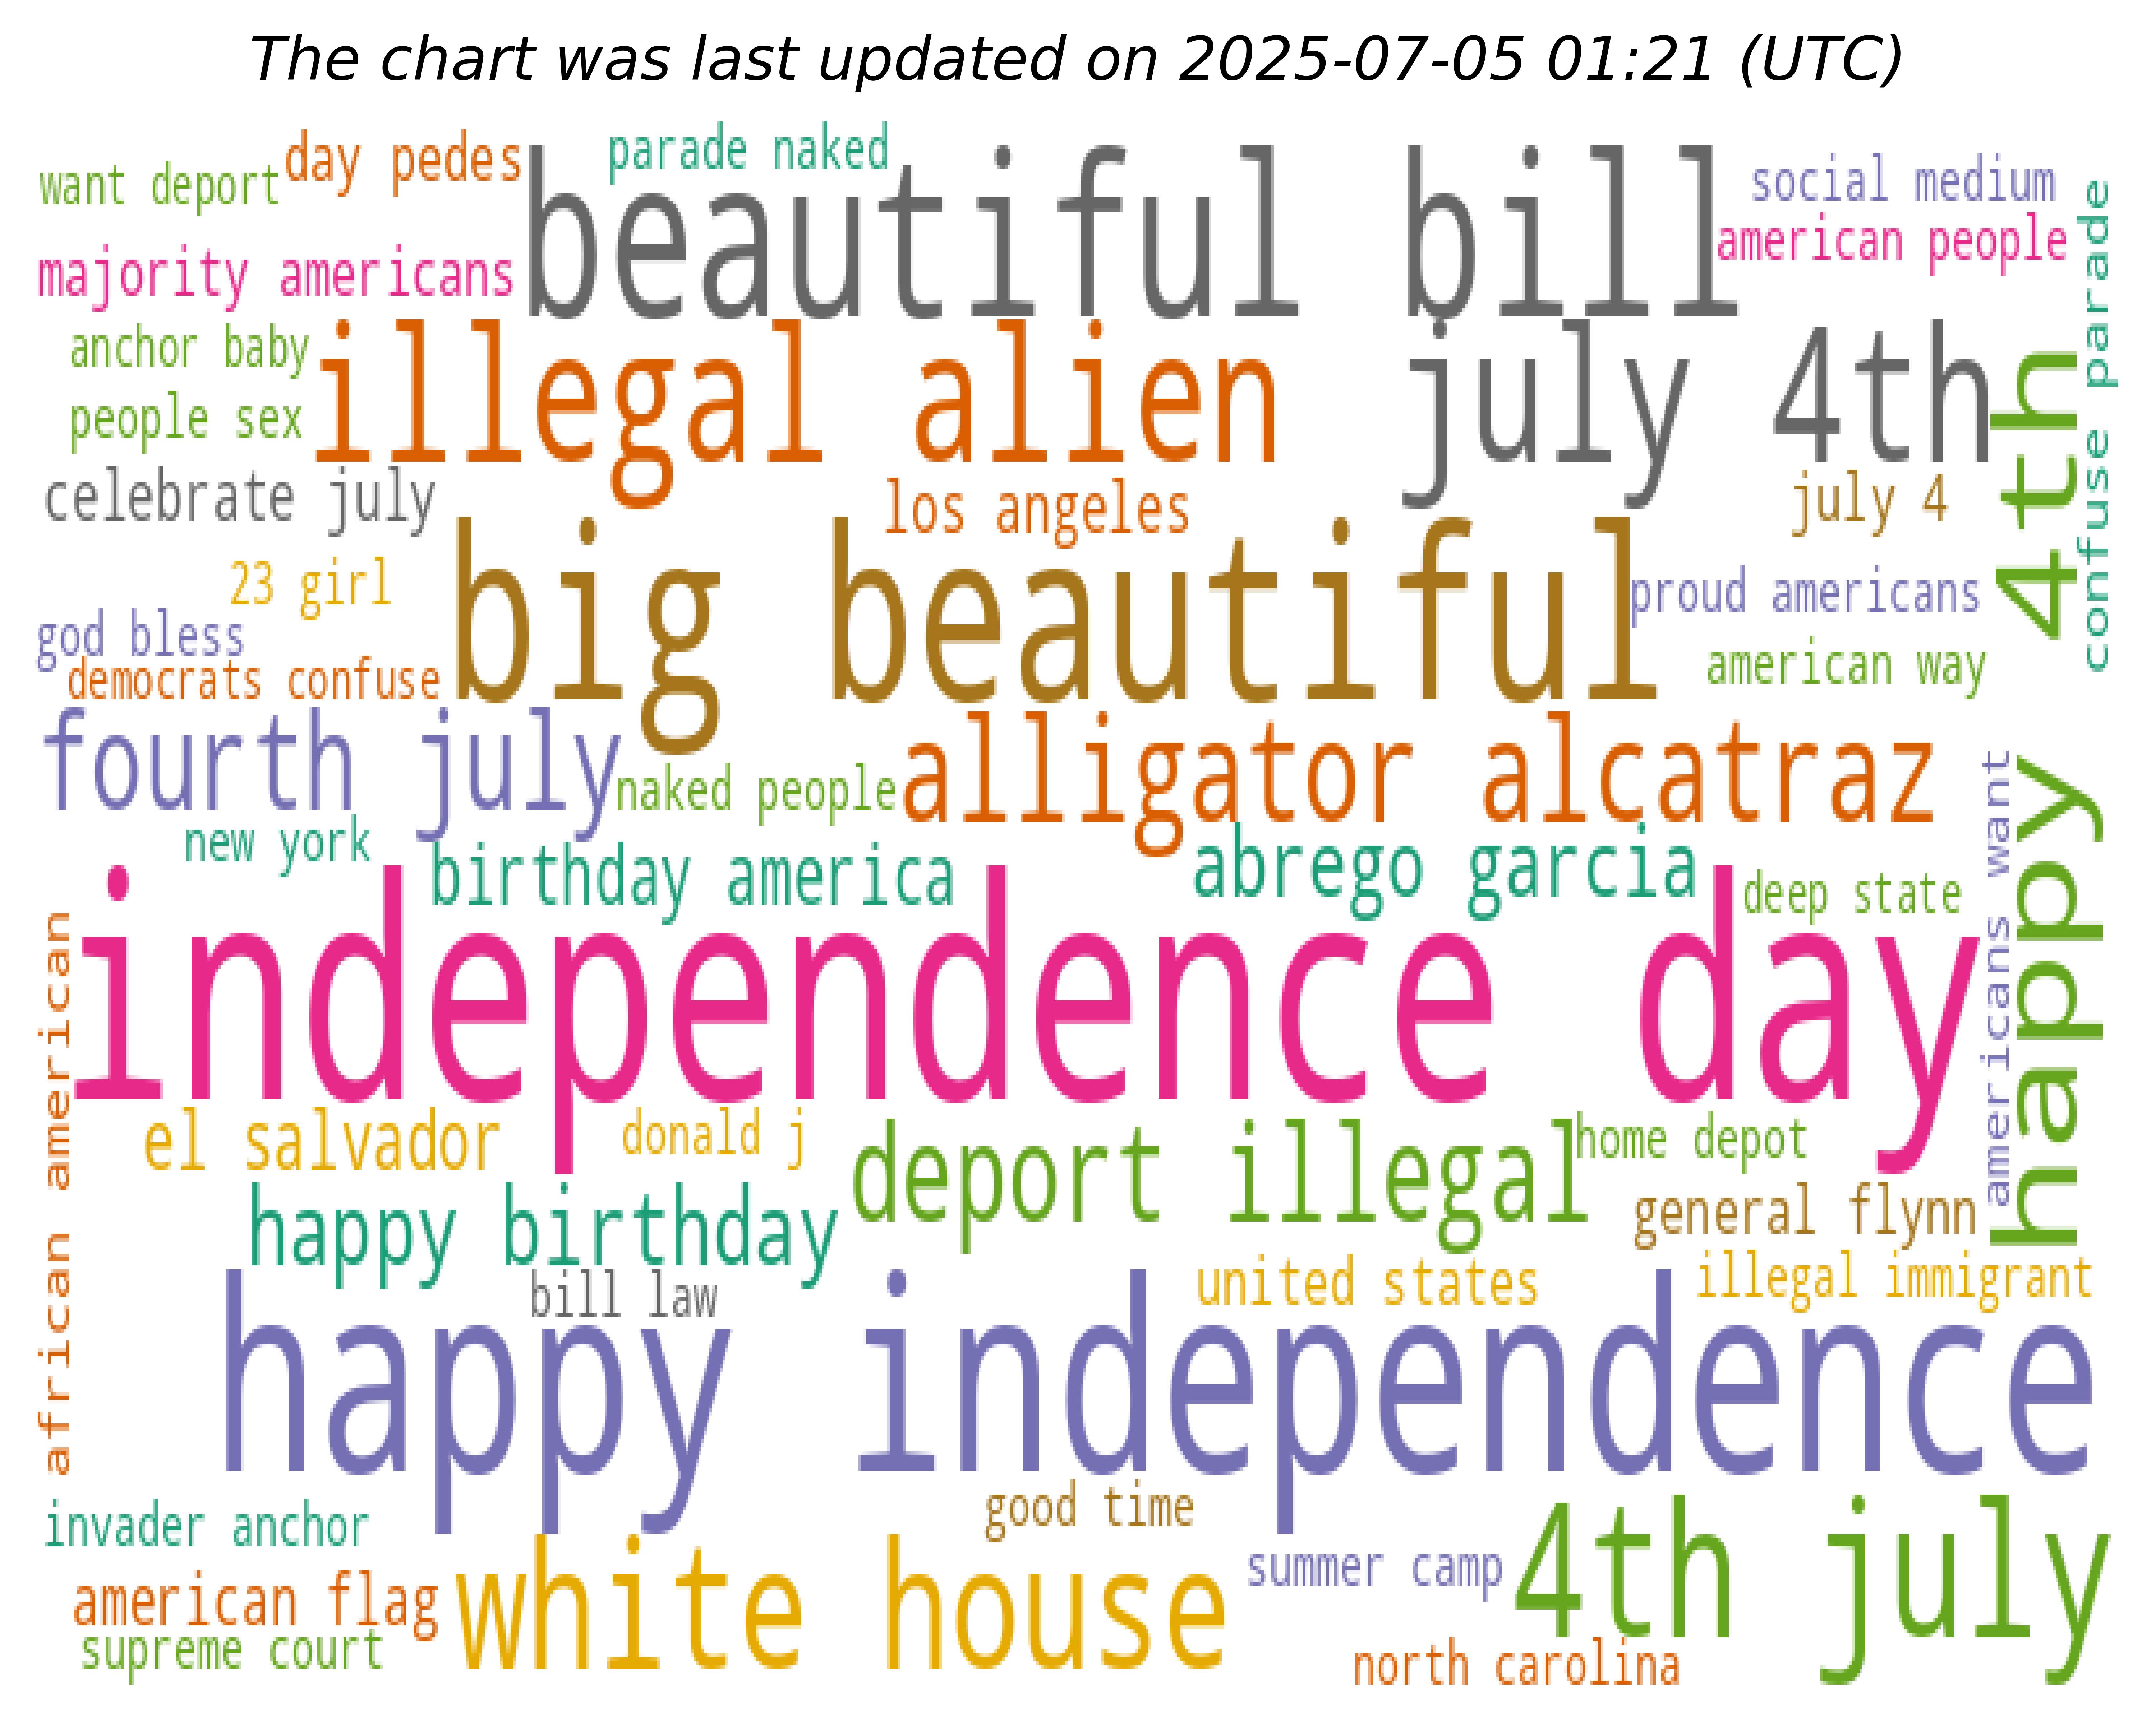 The chart was last updated on 2025-07-05 01:21 (UTC)
parade naked
day pedes
want deport
beautiful bill
social medium
american people
majority americans
confuse parade
anchor baby
illegal alien
july 4th
people sex
happy 4th
celebrate july
los angeles
july 4
23 girl
big beautiful
proud americans
god bless
democrats confuse
american way
fourth july
naked people
alligator alcatraz
new york
birthday america
abrego garcia
deep state
americans want
african american
independence day
el salvador
donald j
deport illegal
home depot
happy birthday
general flynn
bill law
united states
illegal immigrant
happy independence
good time
invader anchor
4th july
american flag
white house
summer camp
supreme court
north carolina